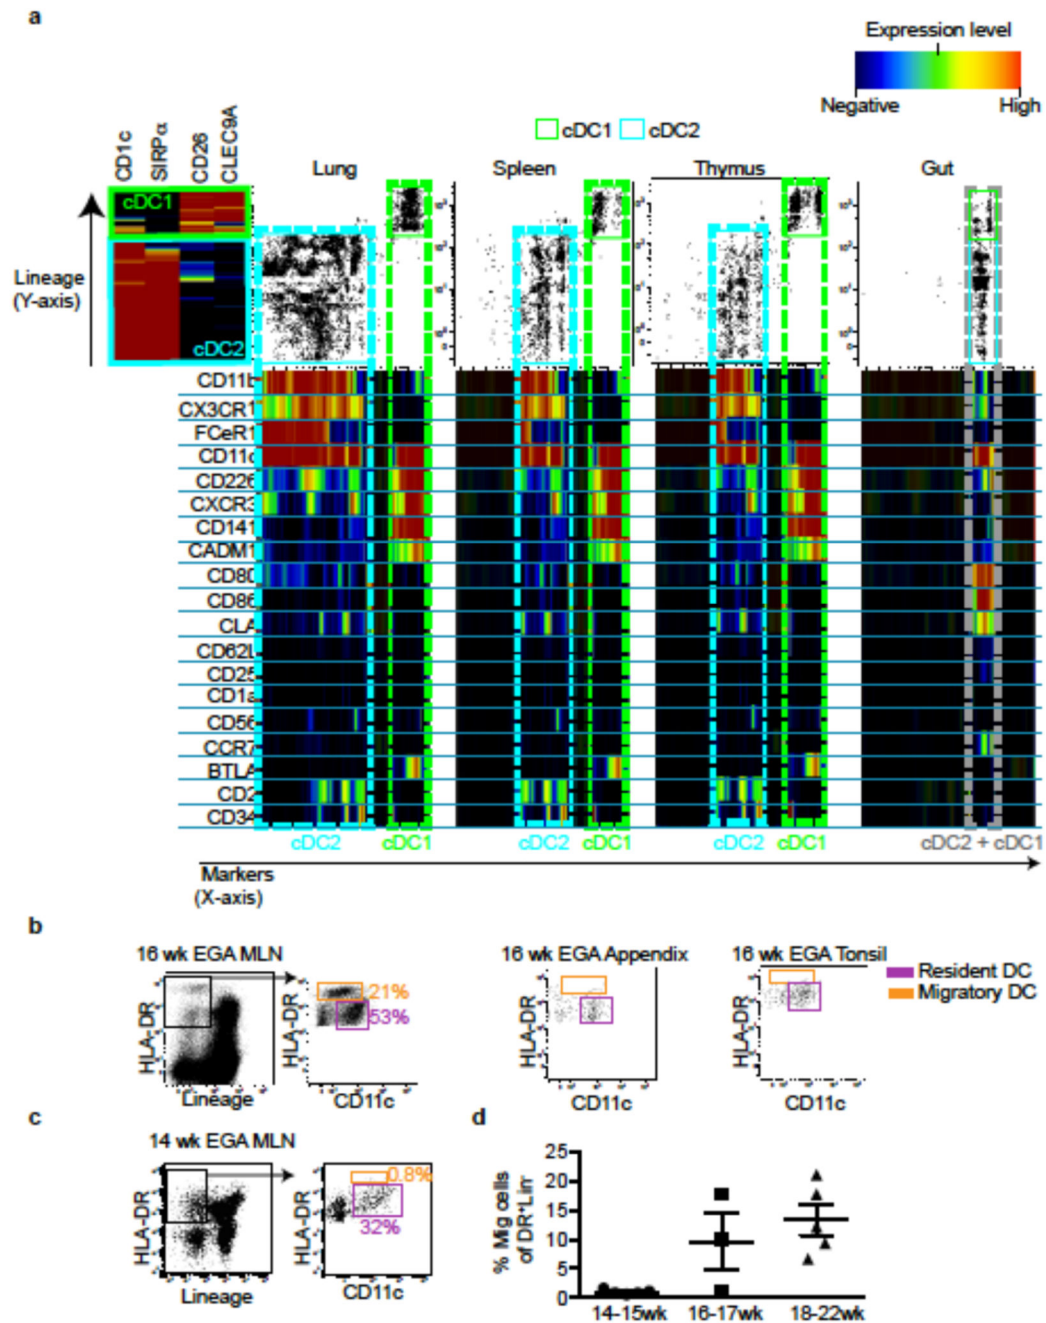 a
Expression level
Negative High
cDC1 cDC2
CD1c
SIRPα
CD26
CLEC9A
Lung Spleen Thymus Gut
cDC1
Lineage
(Y-axis)
cDC2
CD11b
CX3CR1
FCeR1
CD11c
CD226
CXCR3
CD141
CADM1
CD80
CD86
CLA
CD62L
CD25
CD1a
CD56
CCR7
BTLA
CD2
CD34
cDC2 cDC1 cDC2 cDC1 cDC2 cDC1 cDC2 + cDC1
Markers
(X-axis)
b
16 wk EGA MLN 16 wk EGA Appendix 16 wk EGA Tonsil
Resident DC
Migratory DC
HLA-DR HLA-DR 21% HLA-DR HLA-DR
53%
Lineage CD11c CD11c CD11c
c
14 wk EGA MLN
HLA-DR HLA-DR 0.8%
32%
Lineage CD11c
d
% Mig cells
of DR⁺Lin⁻
25
20
15
10
5
0
14-15wk 16-17wk 18-22wk